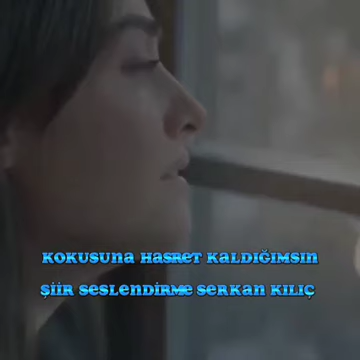 KOKUSUNA HASRET KALDIĞIMSIN
ŞİİR SESLENDİRME SERKAN KILIÇ